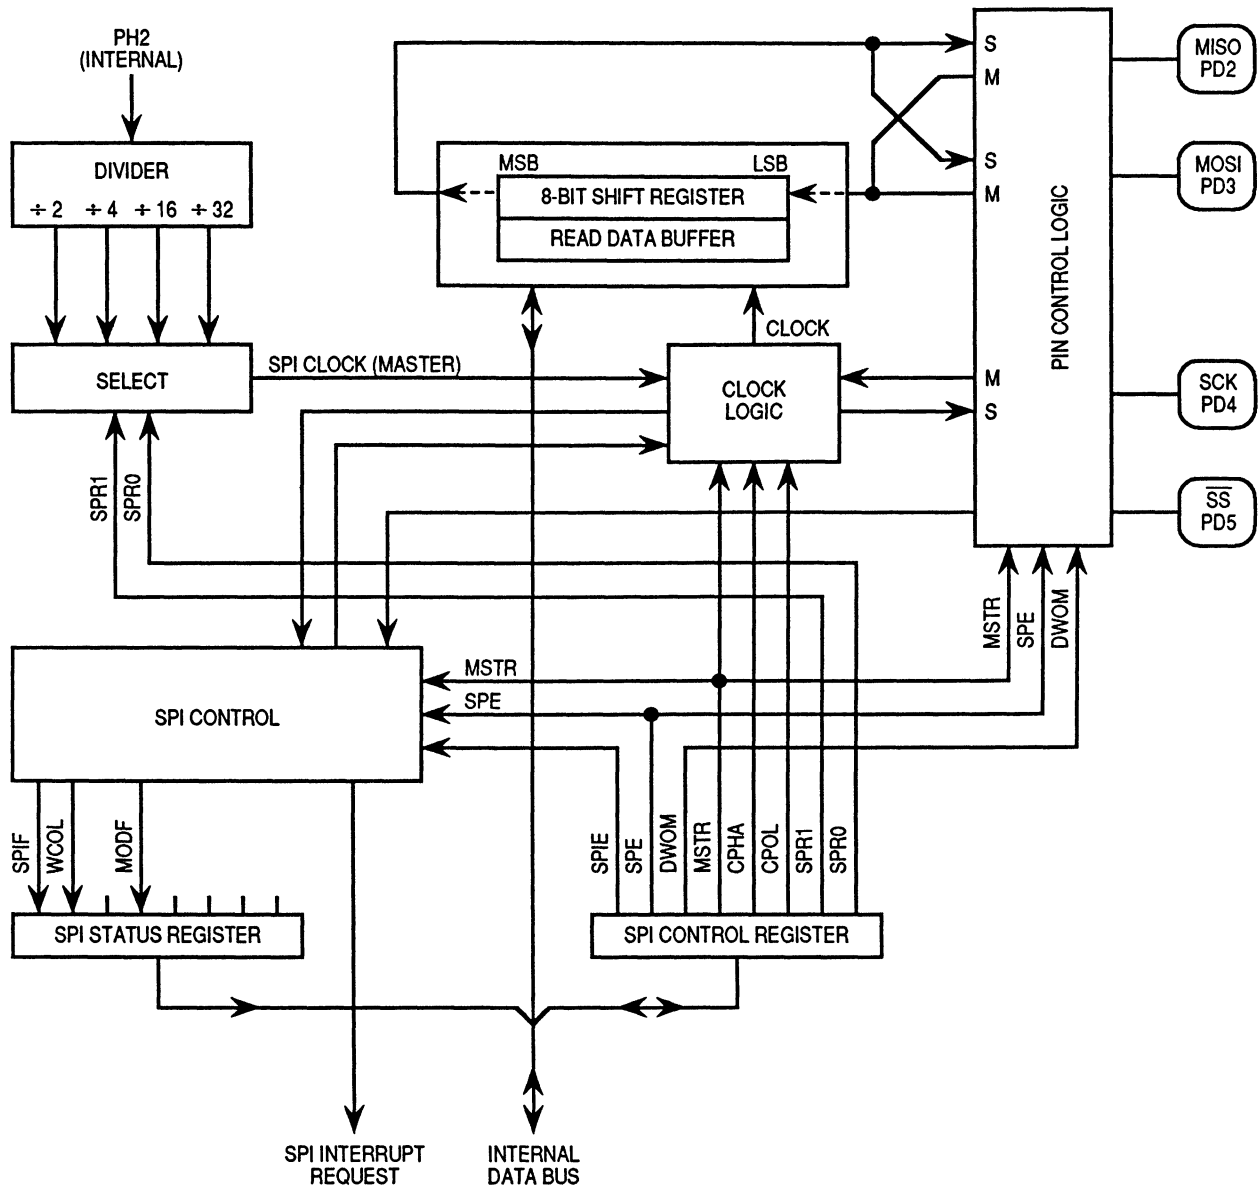 PH2
(INTERNAL)
DIVIDER
÷ 2 ÷ 4 ÷ 16 ÷ 32
SELECT
SPR1
SPR0
SPI CLOCK (MASTER)
MSB
LSB
8-BIT SHIFT REGISTER
READ DATA BUFFER
CLOCK
CLOCK
LOGIC
S
M
S
M
M
S
PIN CONTROL LOGIC
MISO
PD2
MOSI
PD3
SCK
PD4
SS
PD5
MSTR
SPE
DWOM
MSTR
SPE
SPI CONTROL
SPIF
WCOL
MODF
SPIE
SPE
DWOM
MSTR
CPHA
CPOL
SPR1
SPR0
SPI STATUS REGISTER
SPI CONTROL REGISTER
SPI INTERRUPT
REQUEST
INTERNAL
DATA BUS